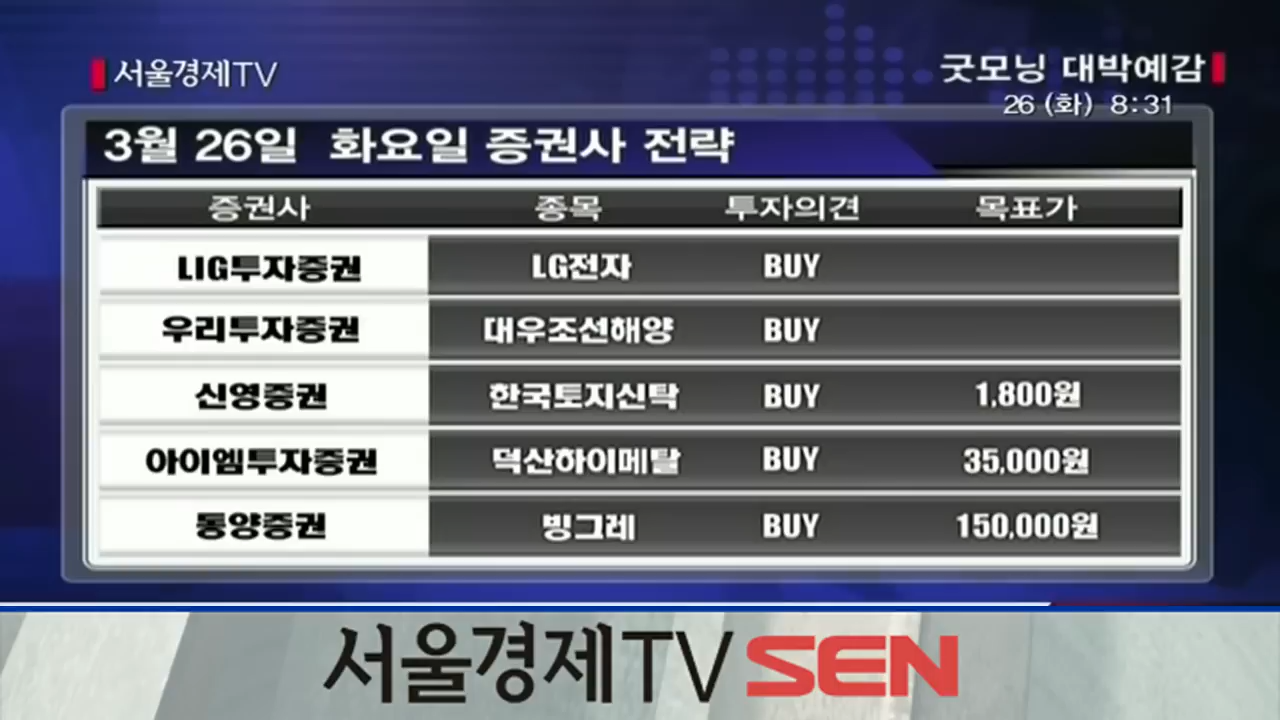 서울경제TV
굿모닝 대박예감
26 (화) 8:31
3월 26일 화요일 증권사 전략
증권사 종목 투자의견 목표가
LIG투자증권 LG전자 BUY
우리투자증권 대우조선해양 BUY
신영증권 한국토지신탁 BUY 1,800원
아이엠투자증권 덕산하이메탈 BUY 35,000원
동양증권 빙그레 BUY 150,000원
서울경제TV SEN